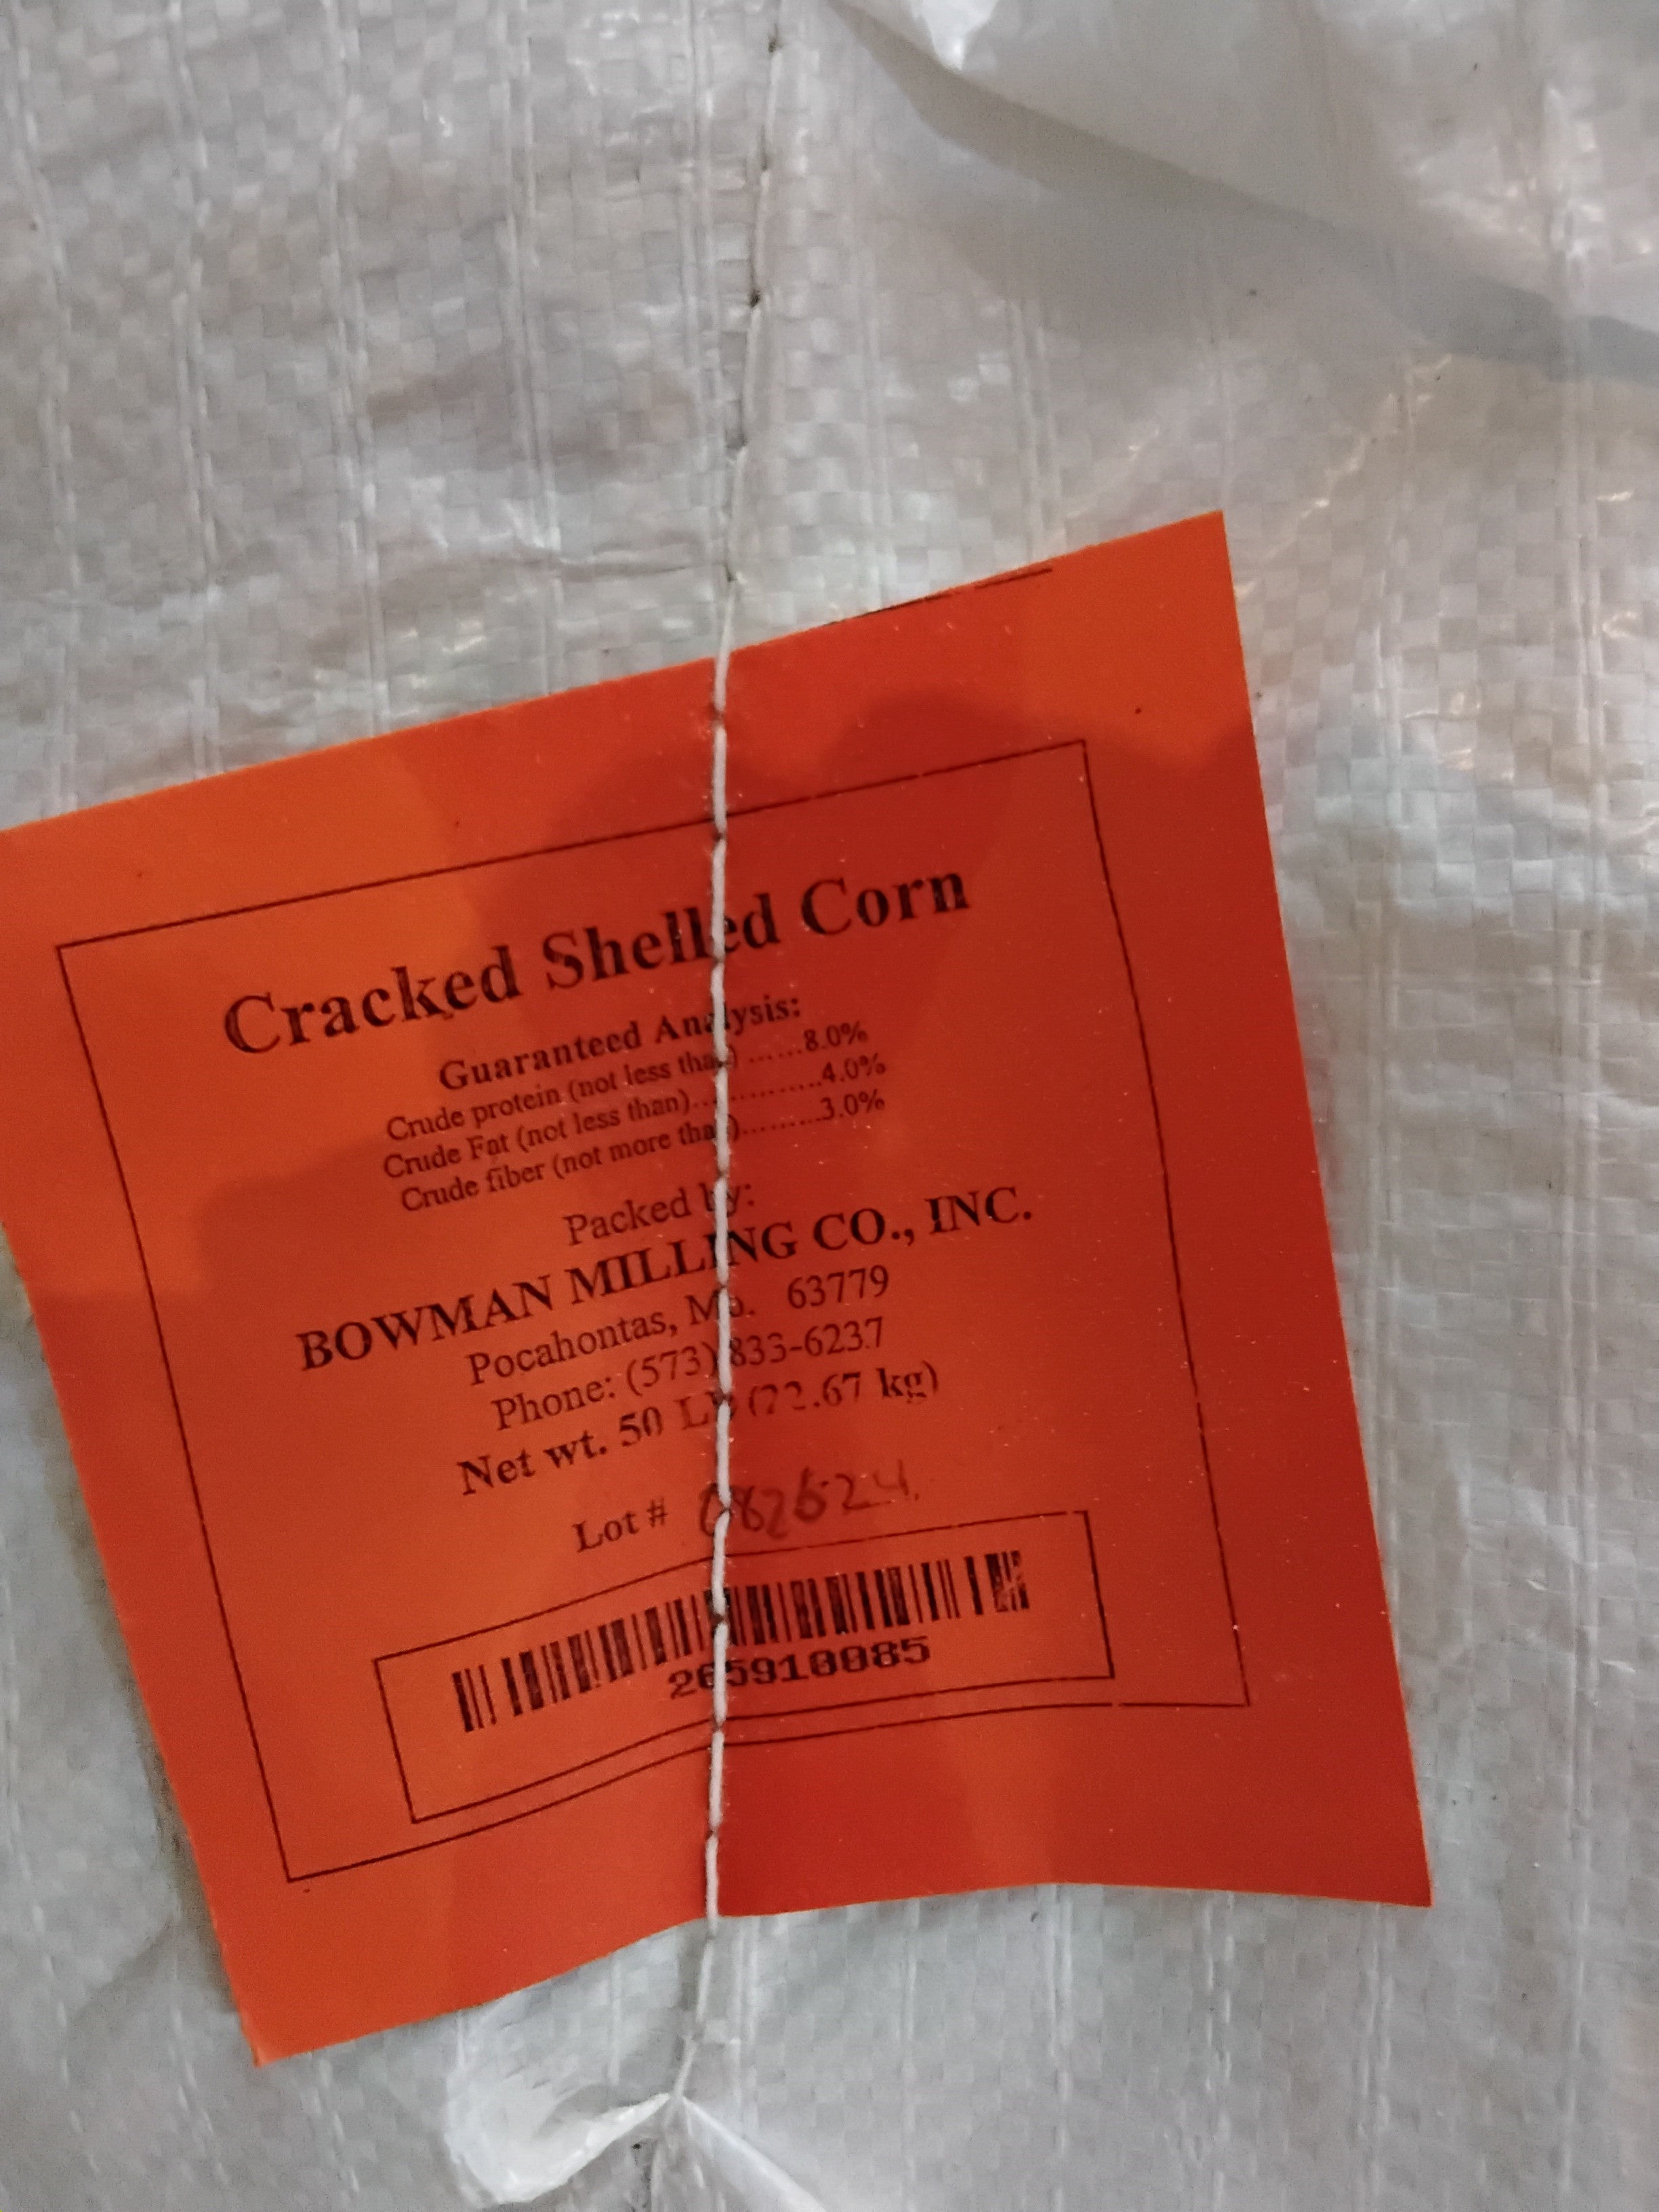 Cracked Shelled Corn
Guaranteed Analysis:
Crude protein (not less than) ......8.0%
Crude Fat (not less than)..............4.0%
Crude fiber (not more than).........3.0%
Packed by:
BOWMAN MILLING CO., INC.
Pocahontas, Mo. 63779
Phone: (573) 833-6237
Net wt. 50 Lb (22.67 kg)
Lot # 082624
265910085